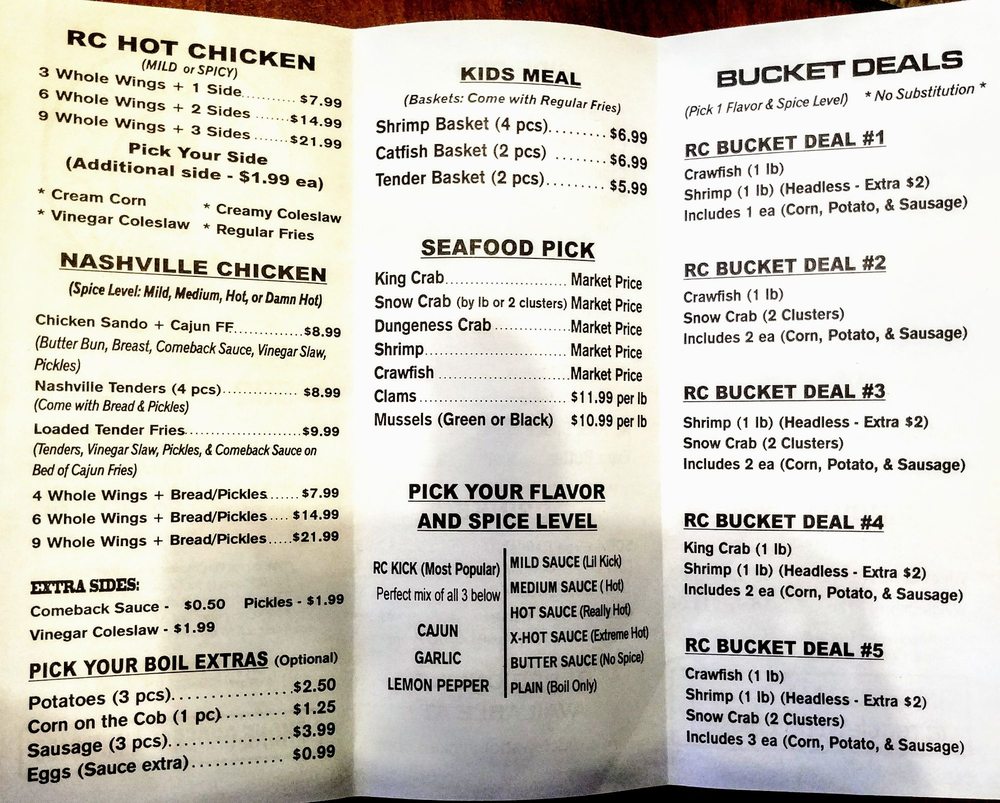 RC HOT CHICKEN
(MILD or SPICY)
3 Whole Wings + 1 Side..........$7.99
6 Whole Wings + 2 Sides .......$14.99
9 Whole Wings + 3 Sides .......$21.99
Pick Your Side
(Additional side - $1.99 ea)
* Cream Corn * Creamy Coleslaw
* Vinegar Coleslaw * Regular Fries
NASHVILLE CHICKEN
(Spice Level: Mild, Medium, Hot, or Damn Hot)
Chicken Sando + Cajun FF..............$8.99
(Butter Bun, Breast, Comeback Sauce, Vinegar Slaw,
Pickles)
Nashville Tenders (4 pcs)...............$8.99
(Come with Bread & Pickles)
Loaded Tender Fries.......................$9.99
(Tenders, Vinegar Slaw, Pickles, & Comeback Sauce on
Bed of Cajun Fries)
4 Whole Wings + Bread/Pickles...... $7.99
6 Whole Wings + Bread/Pickles .... $14.99
9 Whole Wings + Bread/Pickles.....$21.99
EXTRA SIDES:
Comeback Sauce - $0.50 Pickles - $1.99
Vinegar Coleslaw - $1.99
PICK YOUR BOIL EXTRAS (Optional)
Potatoes (3 pcs)..................$2.50
Corn on the Cob (1 pc)........ $1.25
Sausage (3 pcs)..................$3.99
Eggs (Sauce extra)............ $0.99
KIDS MEAL
(Baskets: Come with Regular Fries)
Shrimp Basket (4 pcs)........ $6.99
Catfish Basket (2 pcs) ....... $6.99
Tender Basket (2 pcs)......... $5.99
SEAFOOD PICK
King Crab........................ Market Price
Snow Crab (by lb or 2 clusters) Market Price
Dungeness Crab ............... Market Price
Shrimp............................. Market Price
Crawfish .........................Market Price
Clams .............................. $11.99 per lb
Mussels (Green or Black) $10.99 per lb
PICK YOUR FLAVOR
AND SPICE LEVEL
RC KICK (Most Popular)
Perfect mix of all 3 below
CAJUN
GARLIC
LEMON PEPPER
MILD SAUCE (Lil Kick)
MEDIUM SAUCE ( Hot)
HOT SAUCE (Really Hot)
X-HOT SAUCE (Extreme Hot)
BUTTER SAUCE (No Spice)
PLAIN (Boil Only)
BUCKET DEALS
(Pick 1 Flavor & Spice Level) * No Substitution *
RC BUCKET DEAL #1
Crawfish (1 lb)
Shrimp (1 lb) (Headless - Extra $2)
Includes 1 ea (Corn, Potato, & Sausage)
RC BUCKET DEAL #2
Crawfish (1 lb)
Snow Crab (2 Clusters)
Includes 2 ea (Corn, Potato, & Sausage)
RC BUCKET DEAL #3
Shrimp (1 lb) (Headless - Extra $2)
Snow Crab (2 Clusters)
Includes 2 ea (Corn, Potato, & Sausage)
RC BUCKET DEAL #4
King Crab (1 lb)
Shrimp (1 lb) (Headless - Extra $2)
Includes 2 ea (Corn, Potato, & Sausage)
RC BUCKET DEAL #5
Crawfish (1 lb)
Shrimp (1 lb) (Headless - Extra $2)
Snow Crab (2 Clusters)
Includes 3 ea (Corn, Potato, & Sausage)